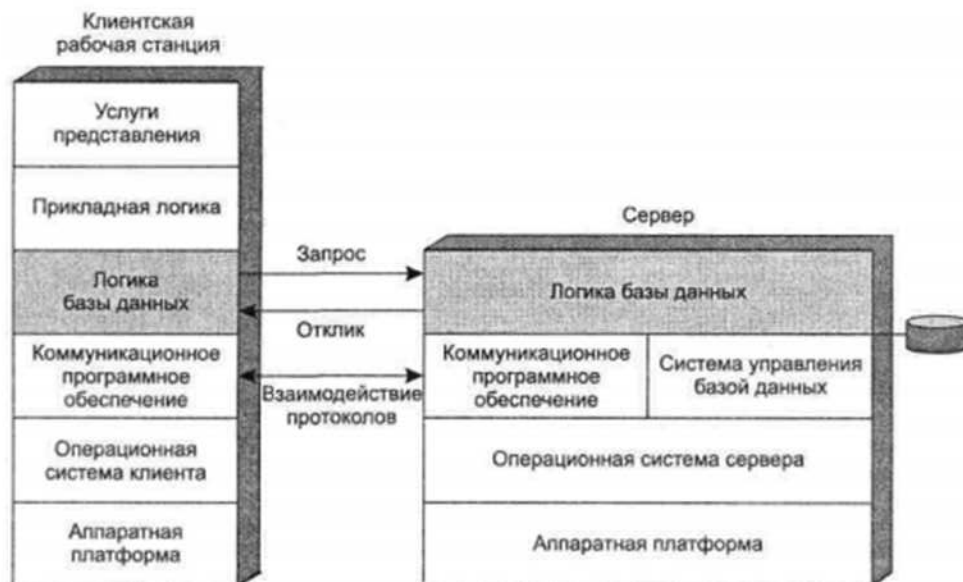 Клиентская
рабочая станция
Услуги
представления
Прикладная логика
Логика
базы данных
Коммуникационное
программное
обеспечение
Операционная
система клиента
Аппаратная
платформа
Запрос
Отклик
Взаимодействие
протоколов
Сервер
Логика базы данных
Коммуникационное
программное
обеспечение
Система управления
базой данных
Операционная система сервера
Аппаратная платформа